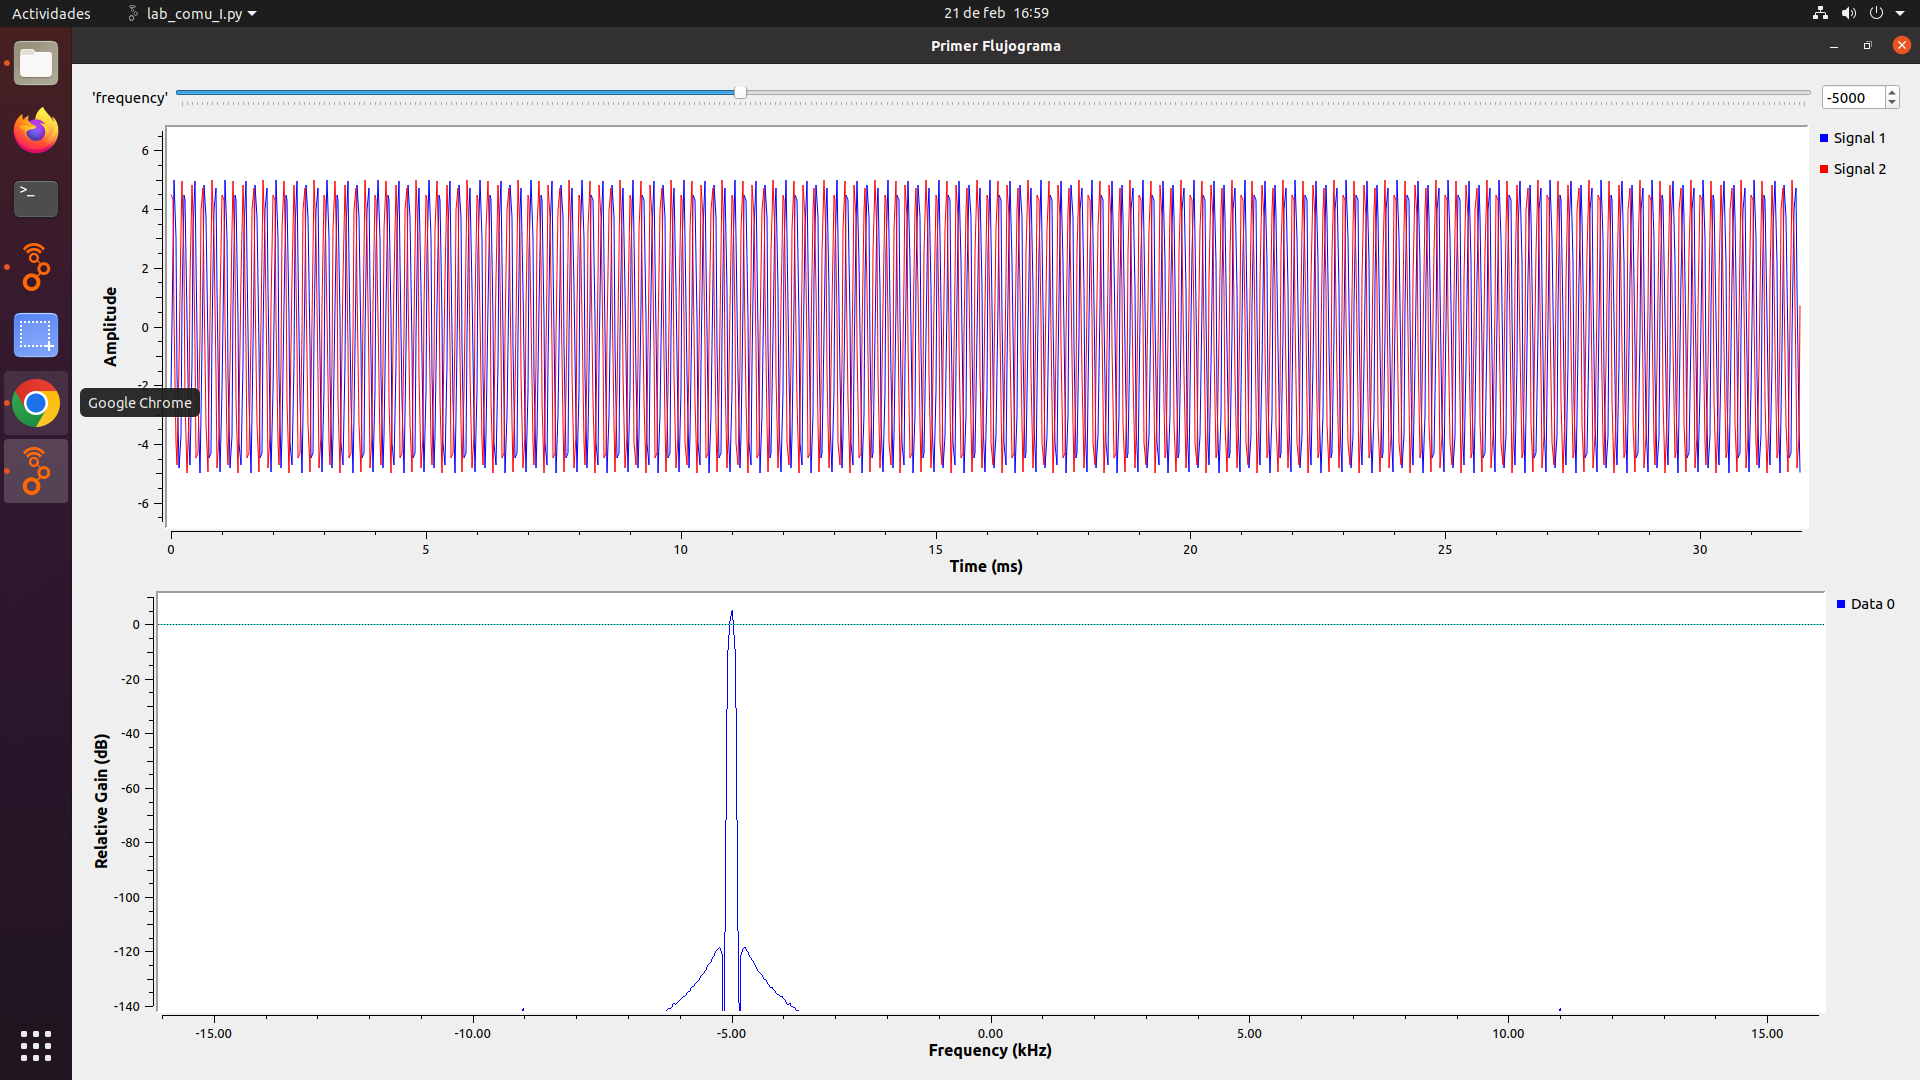 Actividades
lab_comu_I.py
21 de feb 16:59
Primer Flujograma
'frequency'
-5000
Signal 1
Signal 2
6
4
2
0
-2
-4
-6
Amplitude
Google Chrome
>_
0 5 10 15 20 25 30
Time (ms)
Data 0
0
-20
-40
-60
-80
-100
-120
-140
Relative Gain (dB)
-15.00 -10.00 -5.00 0.00 5.00 10.00 15.00
Frequency (kHz)